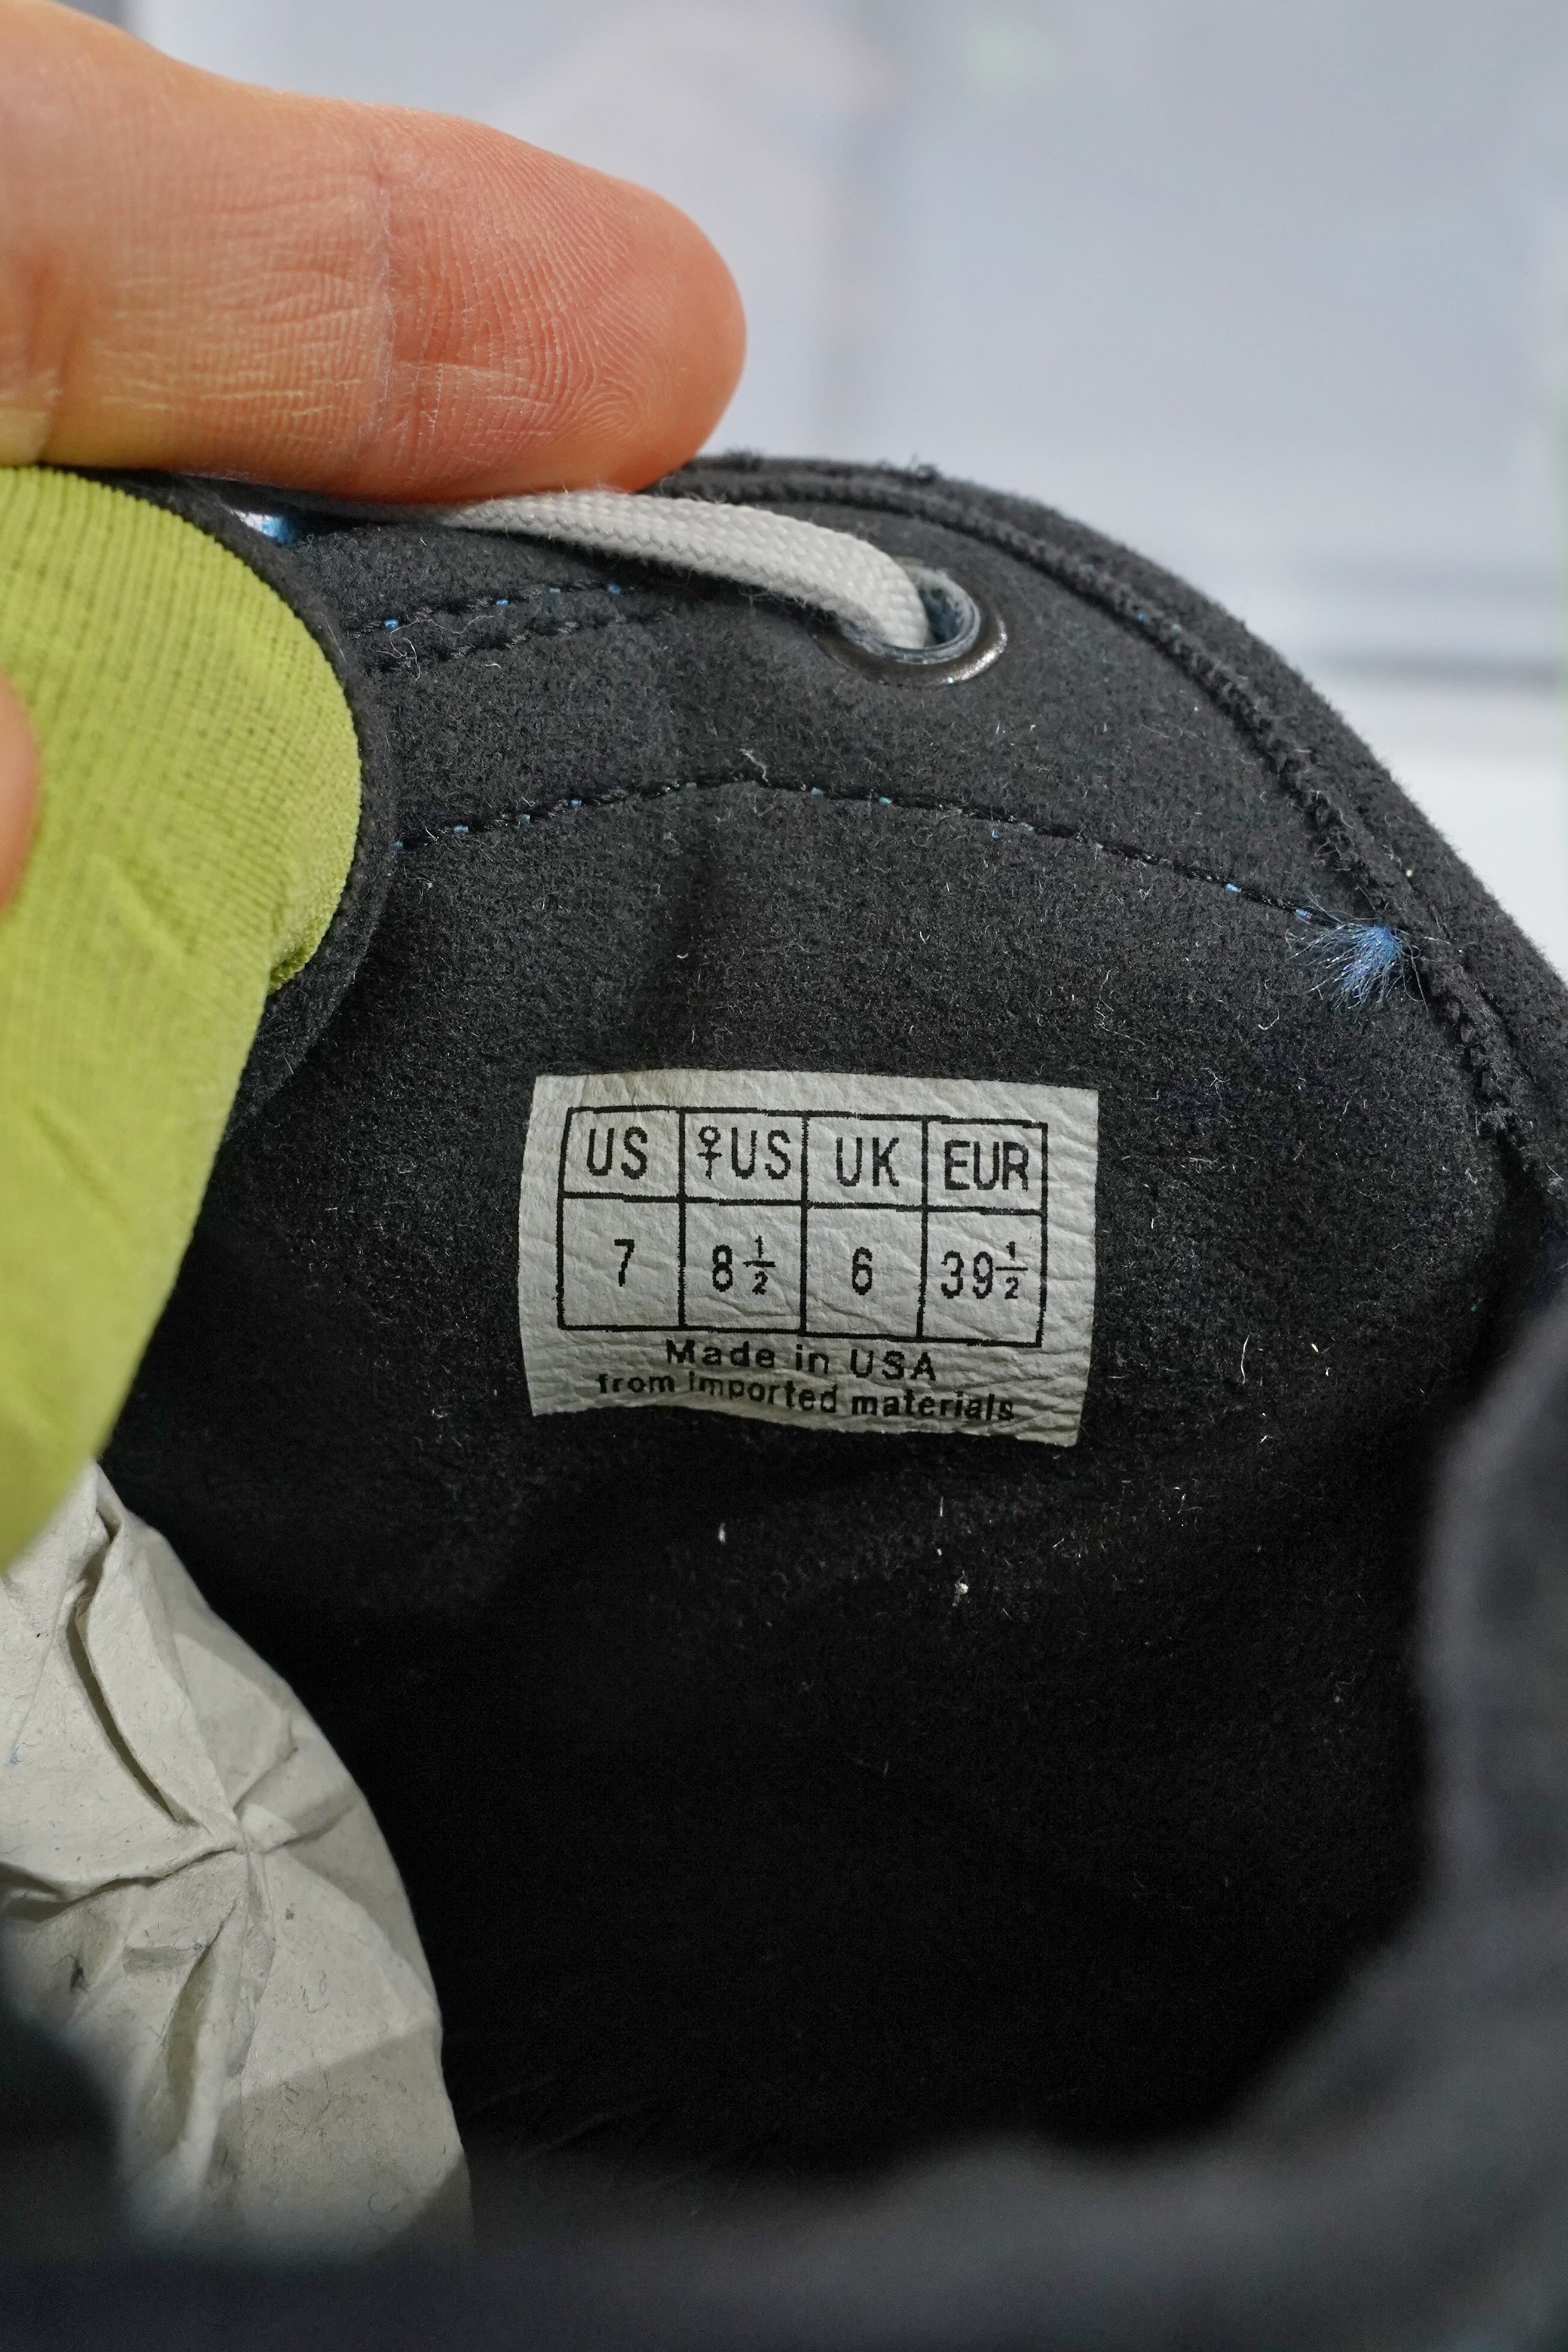 US ♀US UK EUR
7 8½ 6 39½
Made in USA
from imported materials